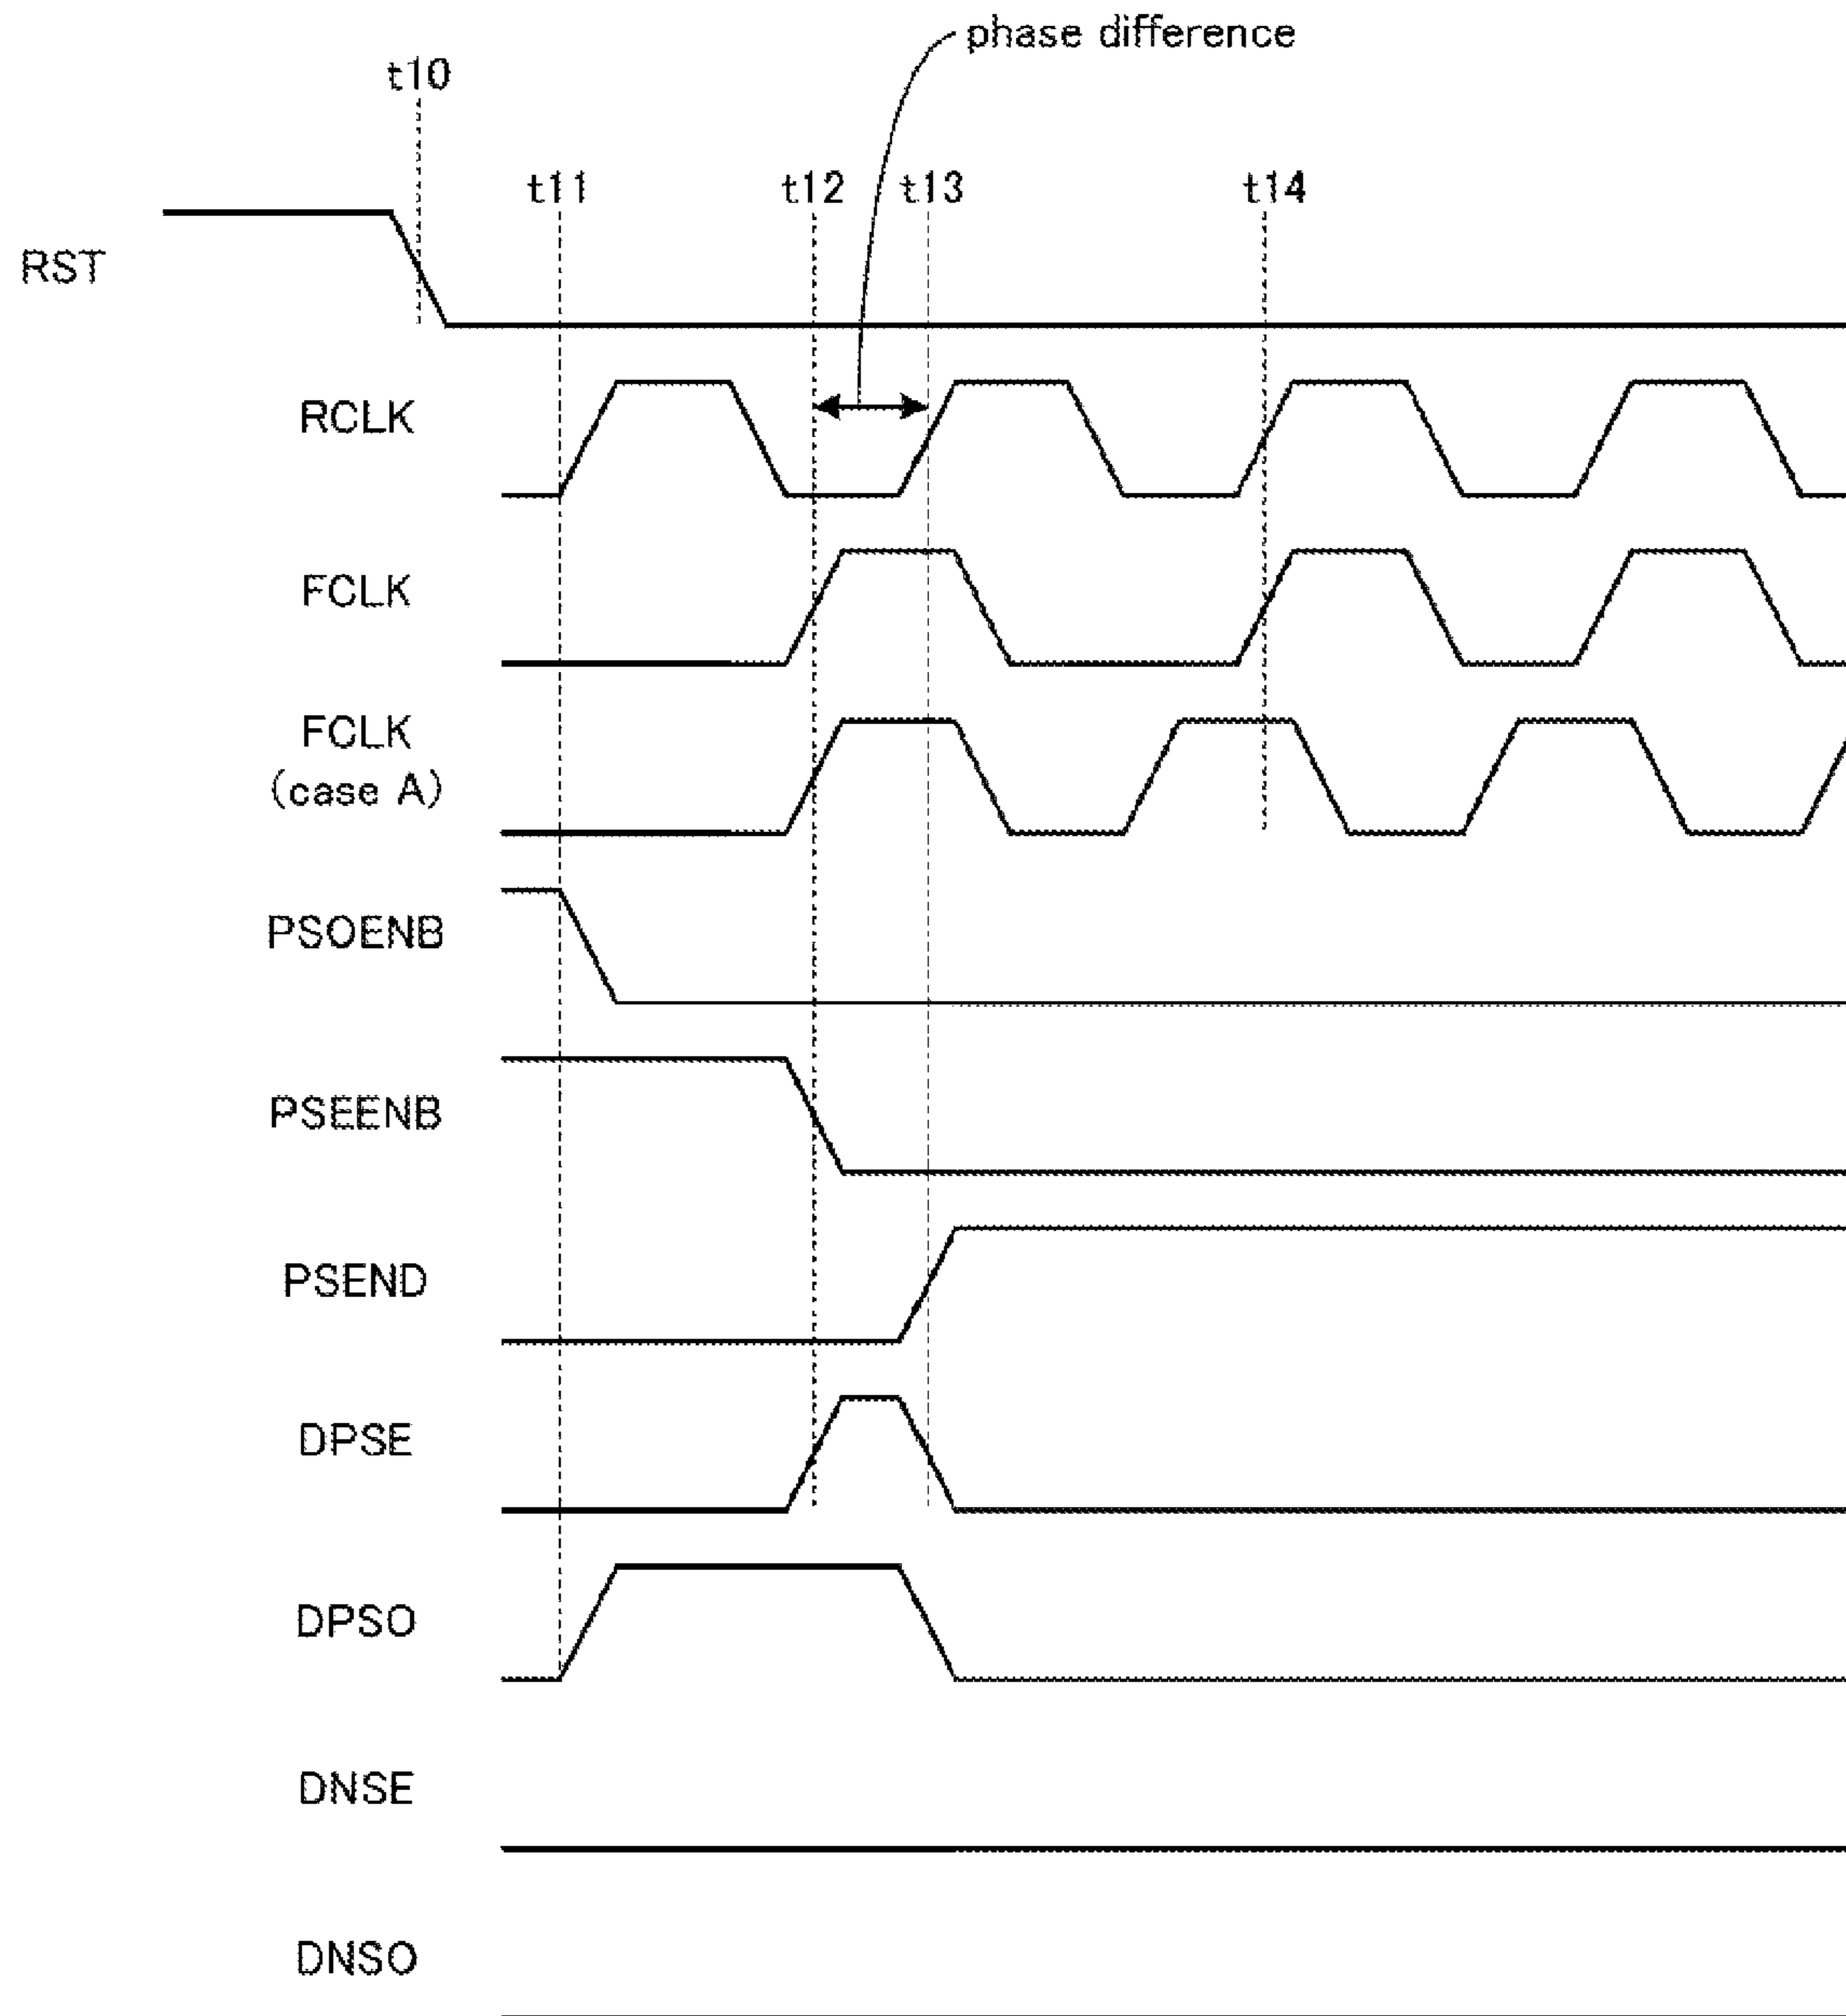 phase difference
t10
t11
t12
t13
t14
RST
RCLK
FCLK
FCLK
(case A)
PSOENB
PSEENB
PSEND
DPSE
DPSO
DNSE
DNSO